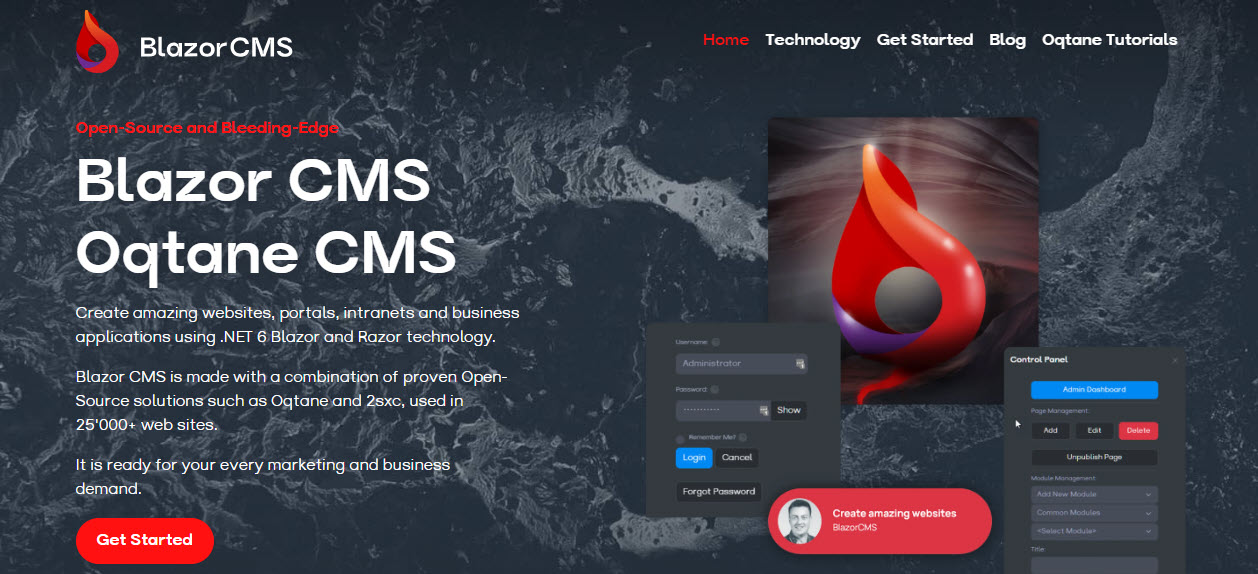 BlazorCMS
Home Technology Get Started Blog Oqtane Tutorials
Open-Source and Bleeding-Edge
Blazor CMS
Oqtane CMS
Create amazing websites, portals, intranets and business
applications using .NET 6 Blazor and Razor technology.
Blazor CMS is made with a combination of proven Open-
Source solutions such as Oqtane and 2sxc, used in
25'000+ web sites.
It is ready for your every marketing and business
demand.
Get Started
Username:
Administrator
Password:
Show
Remember Me?
Login Cancel
Forgot Password
Create amazing websites
BlazorCMS
Control Panel
Admin Dashboard
Page Management:
Add Edit Delete
Unpublish Page
Module Management:
Add New Module
Common Modules
<Select Module>
Title: